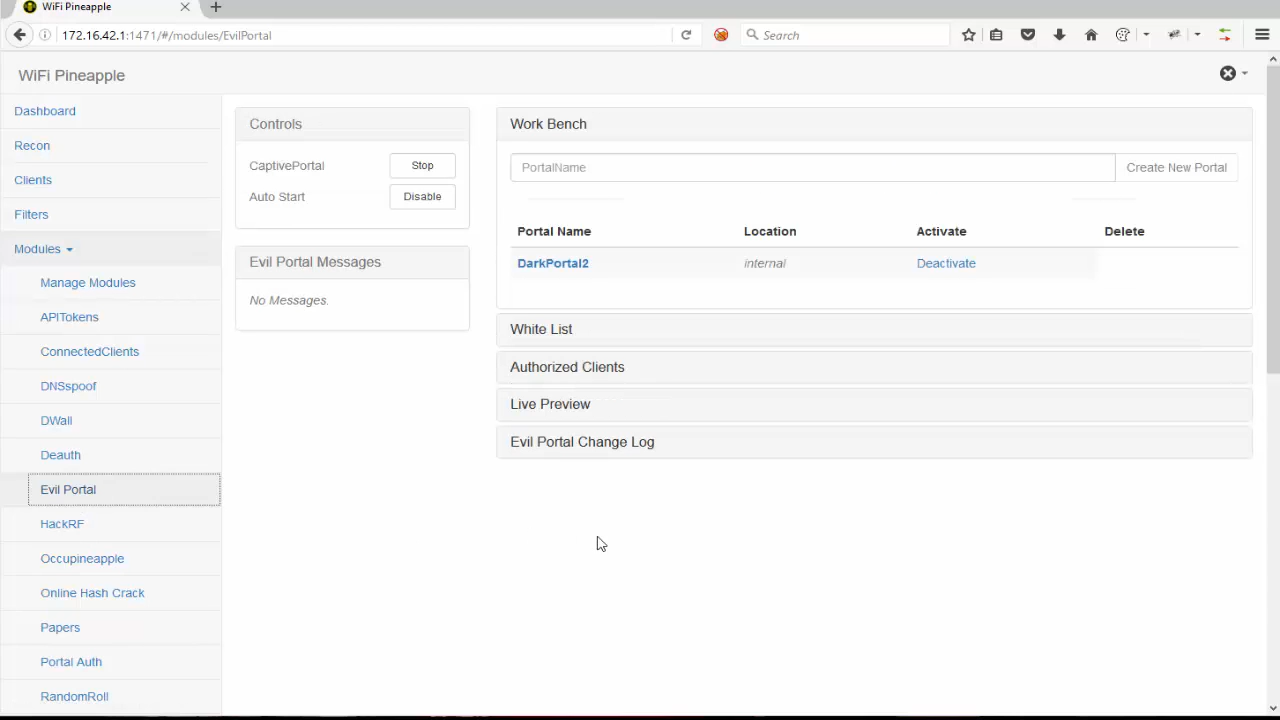 WiFi Pineapple
172.16.42.1:1471/#/modules/EvilPortal
Search
WiFi Pineapple
Dashboard
Recon
Clients
Filters
Modules
Manage Modules
APITokens
ConnectedClients
DNSspoof
DWall
Deauth
Evil Portal
HackRF
Occupineapple
Online Hash Crack
Papers
Portal Auth
RandomRoll
Controls
CaptivePortal Stop
Auto Start Disable
Evil Portal Messages
No Messages.
Work Bench
PortalName Create New Portal
Portal Name Location Activate Delete
DarkPortal2 internal Deactivate
White List
Authorized Clients
Live Preview
Evil Portal Change Log